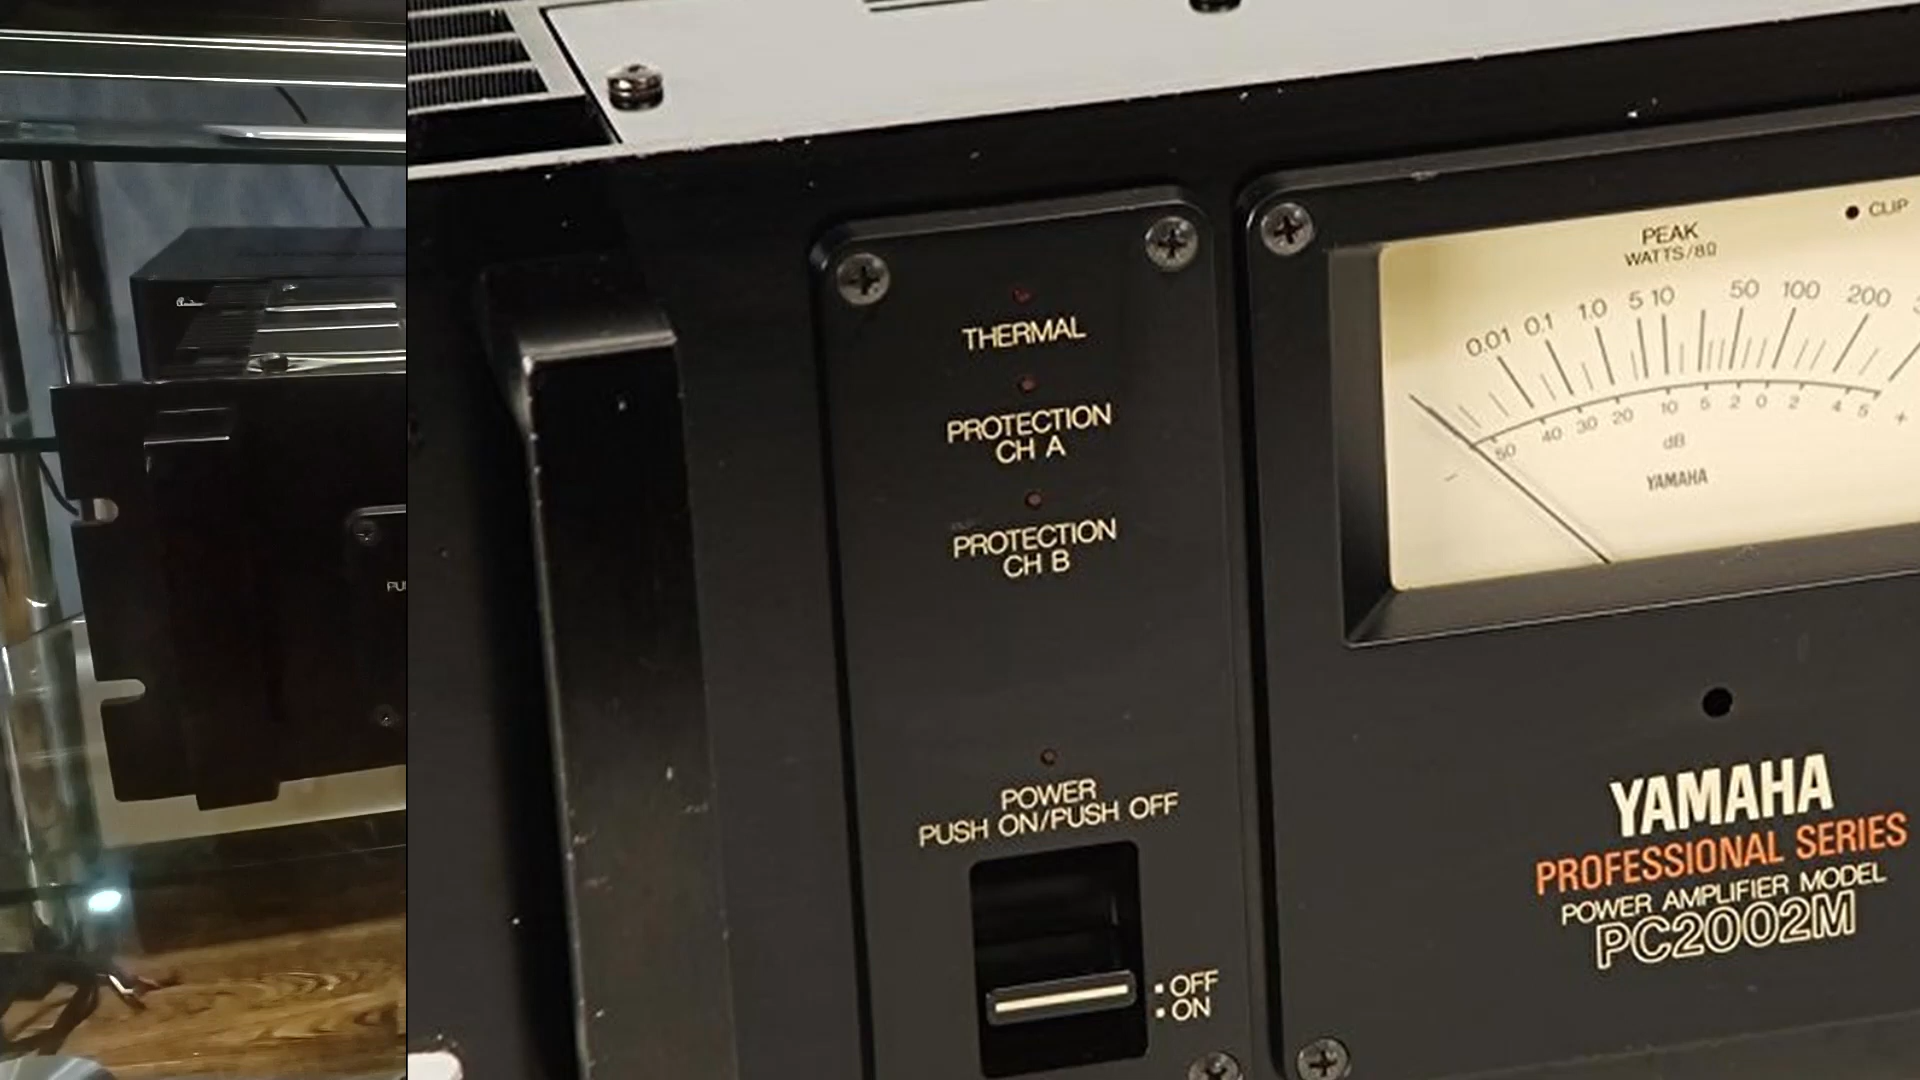 THERMAL
PROTECTION
CH A
PROTECTION
CH B
POWER
PUSH ON/PUSH OFF
OFF
ON
PEAK
WATTS/8Ω
CLIP
0.01 0.1 1.0 5 10 50 100 200
50 40 30 20 10 5 2 0 2 4 5 +
dB
YAMAHA
YAMAHA
PROFESSIONAL SERIES
POWER AMPLIFIER MODEL
PC2002M